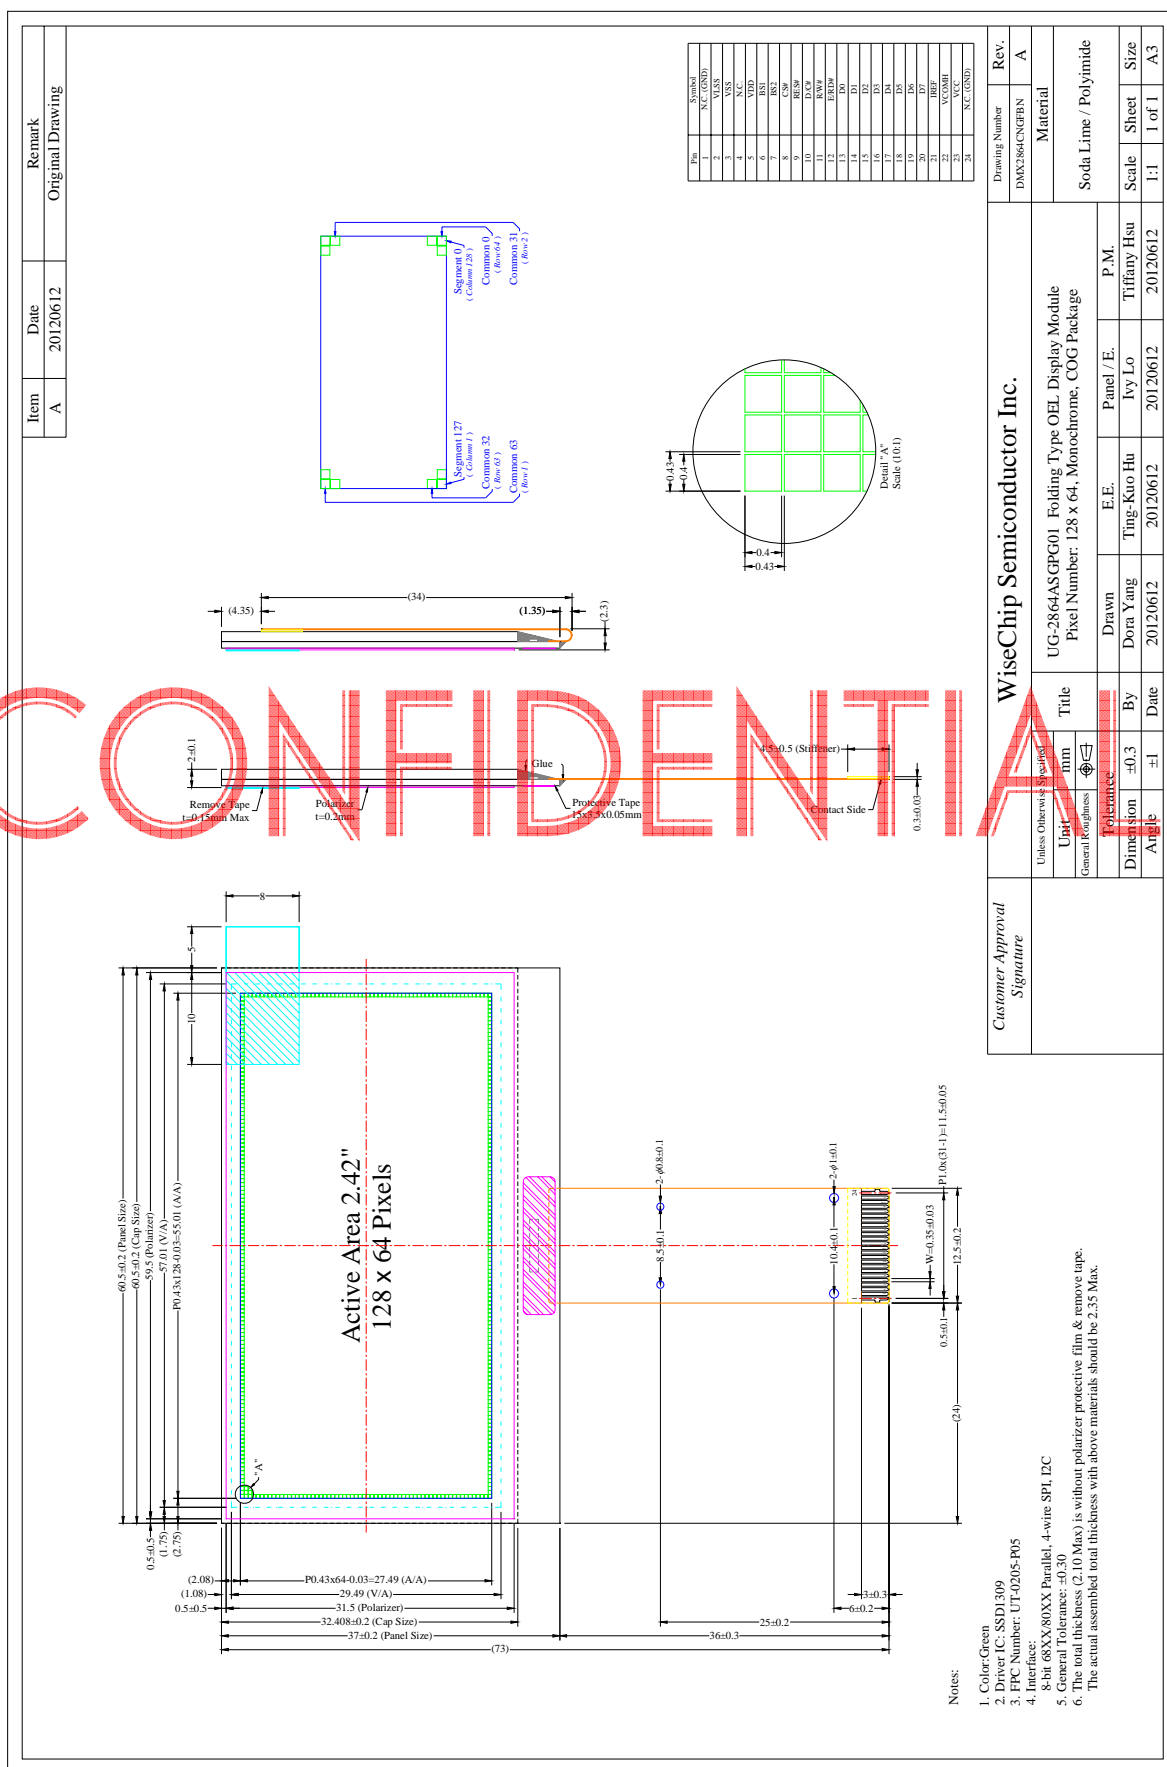 Item Date Remark
A 20120612 Original Drawing
60.5±0.2 (Panel Size)
60.5±0.2 (Cap Size)
59.5 (Polarizer)
57.01 (V/A)
P0.43x128-0.03=55.01 (A/A)
0.5±0.5
(1.75)
(2.75)
10
5
8
"A"
Active Area 2.42"
128 x 64 Pixels
(2.08)
(1.08)
0.5±0.5
P0.43x64-0.03=27.49 (A/A)
29.49 (V/A)
31.5 (Polarizer)
32.408±0.2 (Cap Size)
37±0.2 (Panel Size)
(73)
36±0.3
25±0.2
6±0.2
3±0.3
8.5±0.1
2-φ0.8±0.1
10.4±0.1
2-φ1±0.1
24
P1.0x(31-1)=11.5±0.05
W=0.35±0.03
12.5±0.2
0.5±0.1
(24)
2±0.1
Remove Tape
t=0.15mm Max
Polarizer
t=0.2mm
Glue
Protective Tape
15x3.5x0.05mm
4.5±0.5 (Stiffener)
Contact Side
0.3±0.03
(4.35)
(34)
(1.35)
(2.3)
Segment 127
( Column 1 )
Common 32
( Row 63 )
Common 63
( Row 1 )
Segment 0
( Column 128 )
Common 0
( Row 64 )
Common 31
( Row 2 )
0.43
0.4
0.4
0.43
Detail "A"
Scale (10:1)
Pin Symbol
1 N.C. (GND)
2 VLSS
3 VSS
4 N.C.
5 VDD
6 BS1
7 BS2
8 CS#
9 RES#
10 D/C#
11 R/W#
12 E/RD#
13 D0
14 D1
15 D2
16 D3
17 D4
18 D5
19 D6
20 D7
21 IREF
22 VCOMH
23 VCC
24 N.C. (GND)
CONFIDENTIAL
Notes:
1. Color:Green
2. Driver IC: SSD1309
3. FPC Number: UT-0205-P05
4. Interface:
8-bit 68XX/80XX Parallel, 4-wire SPI, I2C
5. General Tolerance: ±0.30
6. The total thickness (2.10 Max) is without polarizer protective film & remove tape.
The actual assembled total thickness with above materials should be 2.35 Max.
Customer Approval
Signature
WiseChip Semiconductor Inc.
Drawing Number Rev.
DMX2864CNGFBN A
Unless Otherwise Specified
Unit mm
General Roughness
Tolerance
Dimension ±0.3
Angle ±1
Title
UG-2864ASGPG01 Folding Type OEL Display Module
Pixel Number: 128 x 64, Monochrome, COG Package
Material
Soda Lime / Polyimide
Drawn E.E. Panel / E. P.M.
By Dora Yang Ting-Kuo Hu Ivy Lo Tiffany Hsu
Date 20120612 20120612 20120612 20120612
Scale Sheet Size
1:1 1 of 1 A3